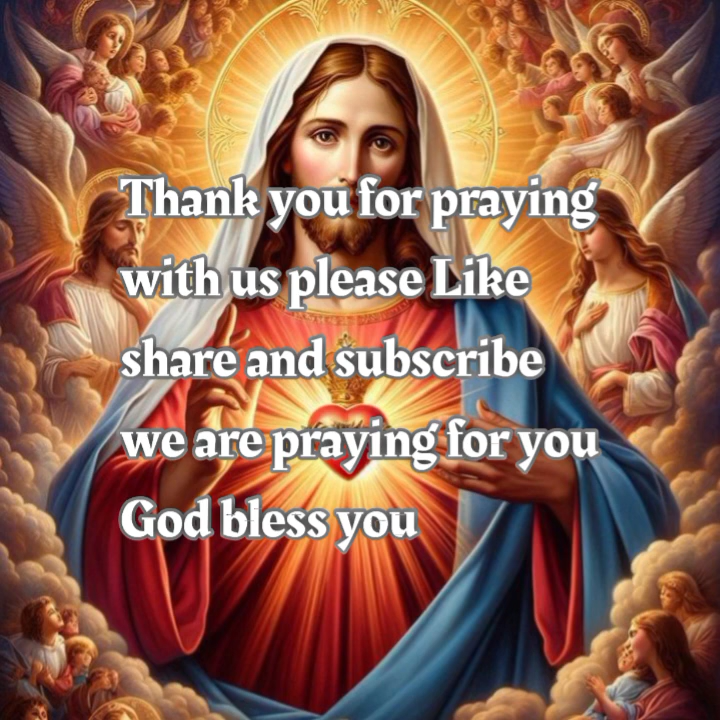 Thank you for praying
with us please Like
share and subscribe
we are praying for you
God bless you